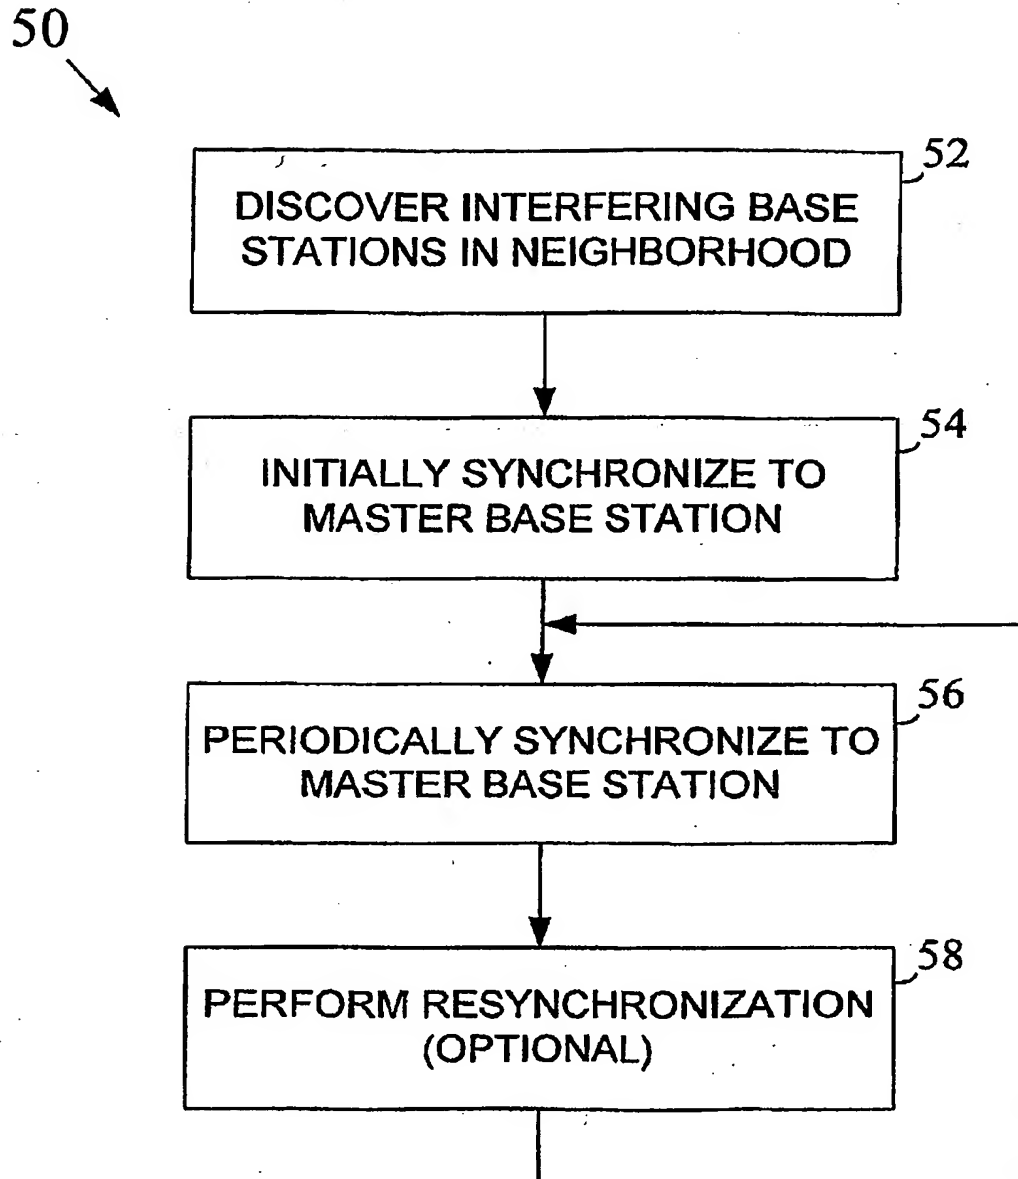 50
52
DISCOVER INTERFERING BASE
STATIONS IN NEIGHBORHOOD
54
INITIALLY SYNCHRONIZE TO
MASTER BASE STATION
56
PERIODICALLY SYNCHRONIZE TO
MASTER BASE STATION
58
PERFORM RESYNCHRONIZATION
(OPTIONAL)